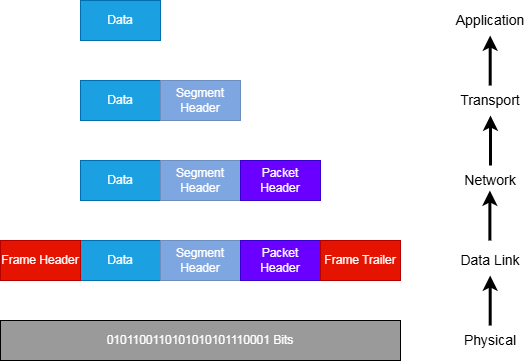 Data
Application
Data
Segment
Header
Transport
Data
Segment
Header
Packet
Header
Network
Frame Header
Data
Segment
Header
Packet
Header
Frame Trailer
Data Link
0101100110101010101110001 Bits
Physical